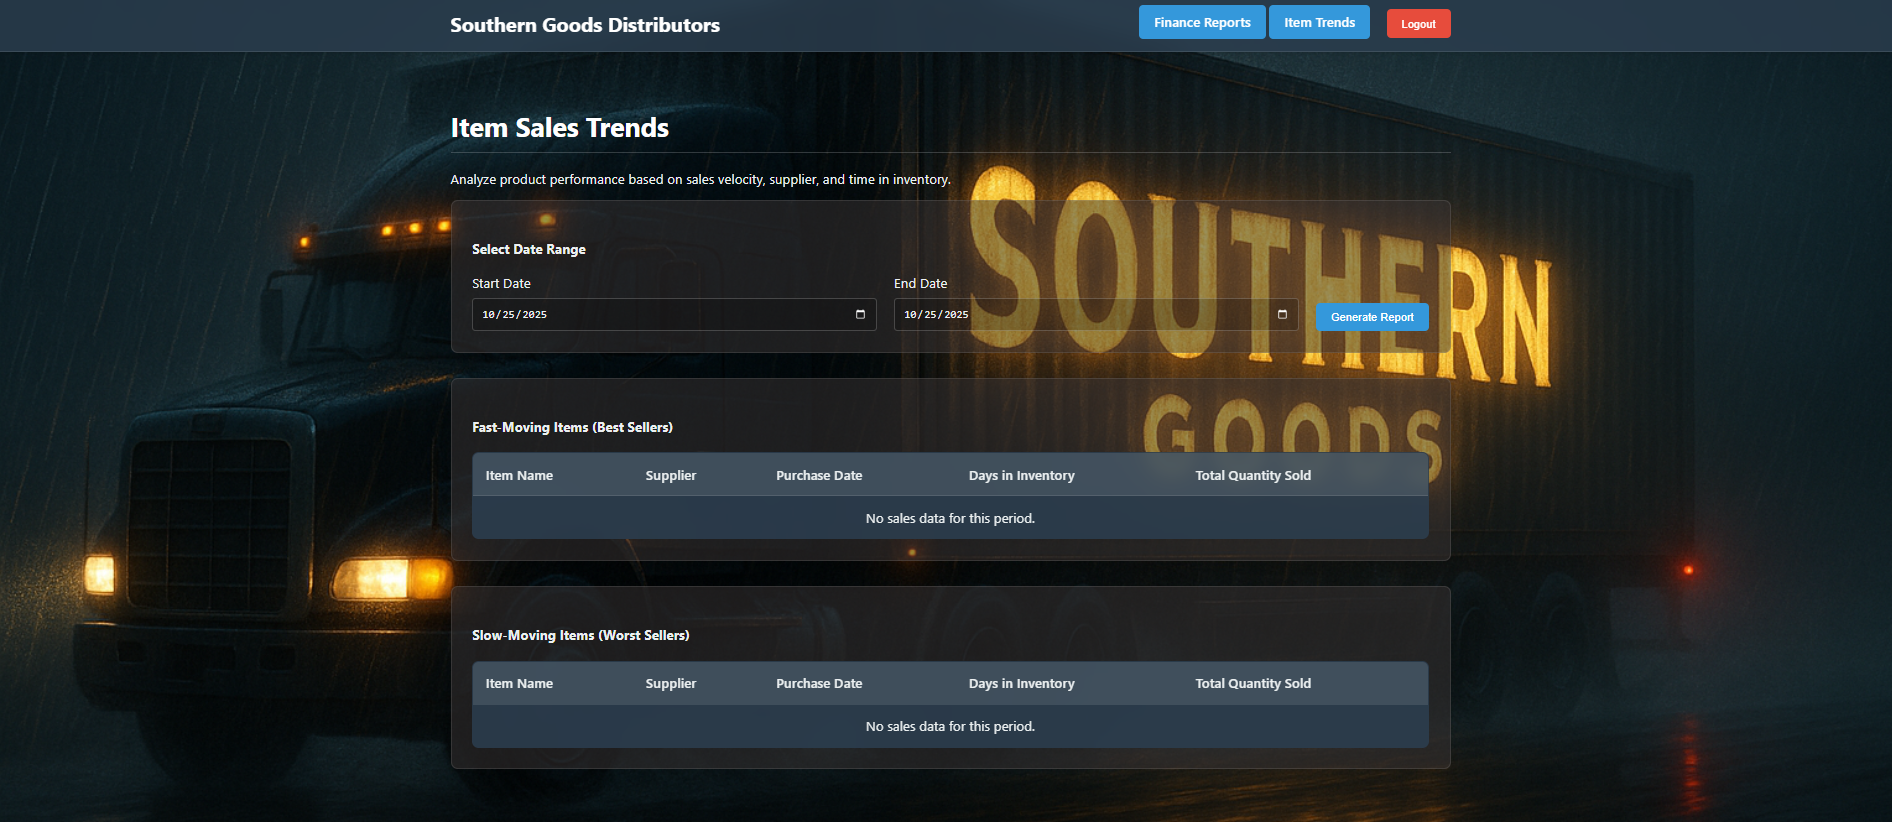 Southern Goods Distributors
Finance Reports
Item Trends
Logout
Item Sales Trends
Analyze product performance based on sales velocity, supplier, and time in inventory.
SOUTHERN
GOODS
Select Date Range
Start Date
End Date
10/25/2025
10/25/2025
Generate Report
Fast-Moving Items (Best Sellers)
Item Name Supplier Purchase Date Days in Inventory Total Quantity Sold
No sales data for this period.
Slow-Moving Items (Worst Sellers)
Item Name Supplier Purchase Date Days in Inventory Total Quantity Sold
No sales data for this period.